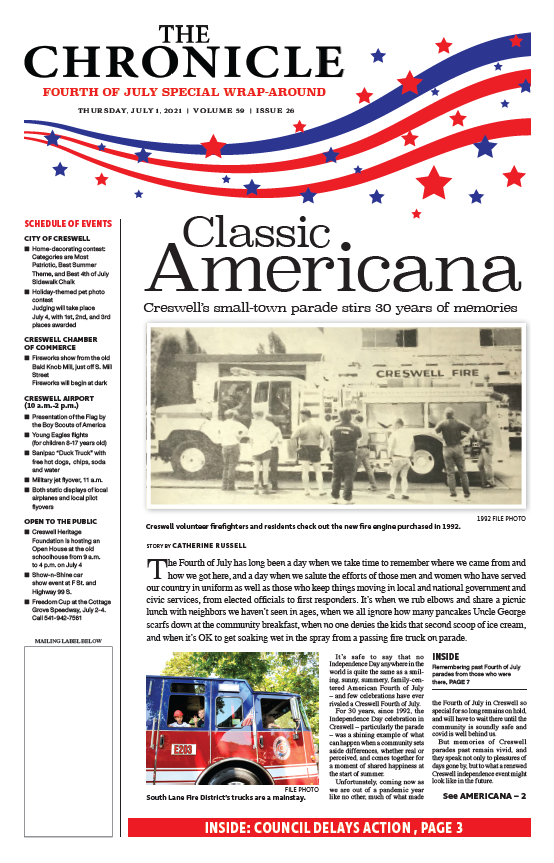 THE
CHRONICLE
FOURTH OF JULY SPECIAL WRAP-AROUND
THURSDAY, JULY 1, 2021 | VOLUME 59 | ISSUE 26
SCHEDULE OF EVENTS
CITY OF CRESWELL
■ Home-decorating contest:
Categories are Most
Patriotic, Best Summer
Theme, and Best 4th of July
Sidewalk Chalk
■ Holiday-themed pet photo
contest
Judging will take place
July 4, with 1st, 2nd, and 3rd
places awarded
CRESWELL CHAMBER
OF COMMERCE
■ Fireworks show from the old
Bald Knob Mill, just off S. Mill
Street
Fireworks will begin at dark
CRESWELL AIRPORT
(10 a.m.-2 p.m.)
■ Presentation of the Flag by
the Boy Scouts of America
■ Young Eagles flights
(for children 8-17 years old)
■ Sanipac "Duck Truck" with
free hot dogs, chips, soda
and water
■ Military jet flyover, 11 a.m.
■ Both static displays of local
airplanes and local pilot
flyovers
OPEN TO THE PUBLIC
■ Creswell Heritage
Foundation is hosting an
Open House at the old
schoolhouse from 9 a.m.
to 4 p.m. on July 4
■ Show-n-Shine car
show event at F St. and
Highway 99 S.
■ Freedom Cup at the Cottage
Grove Speedway, July 2-4.
Call 541-942-7561
MAILING LABEL BELOW
Classic
Americana
Creswell's small-town parade stirs 30 years of memories
CRESWELL FIRE
1992 FILE PHOTO
Creswell volunteer firefighters and residents check out the new fire engine purchased in 1992.
STORY BY CATHERINE RUSSELL
The Fourth of July has long been a day when we take time to remember where we came from and
how we got here, and a day when we salute the efforts of those men and women who have served
our country in uniform as well as those who keep things moving in local and national government and
civic services, from elected officials to first responders. It's when we rub elbows and share a picnic
lunch with neighbors we haven't seen in ages, when we all ignore how many pancakes Uncle George
scarfs down at the community breakfast, when no one denies the kids that second scoop of ice cream,
and when it's OK to get soaking wet in the spray from a passing fire truck on parade.
E203
FILE PHOTO
South Lane Fire District's trucks are a mainstay.
It's safe to say that no
Independence Day anywhere in the
world is quite the same as a smil-
ing, sunny, summery, family-cen-
tered American Fourth of July
– and few celebrations have ever
rivaled a Creswell Fourth of July.
For 30 years, since 1992, the
Independence Day celebration in
Creswell – particularly the parade
– was a shining example of what
can happen when a community sets
aside differences, whether real or
perceived, and comes together for
a moment of shared happiness at
the start of summer.
Unfortunately, coming now as
we are out of a pandemic year
like no other, much of what made
INSIDE
Remembering past Fourth of July
parades from those who were
there, PAGE 7
the Fourth of July in Creswell so
special for so long remains on hold,
and will have to wait there until the
community is soundly safe and
covid is well behind us.
But memories of Creswell
parades past remain vivid, and
they speak not only to pleasures of
days gone by, but to what a renewed
Creswell independence event might
look like in the future.
See AMERICANA – 2
INSIDE: COUNCIL DELAYS ACTION , PAGE 3